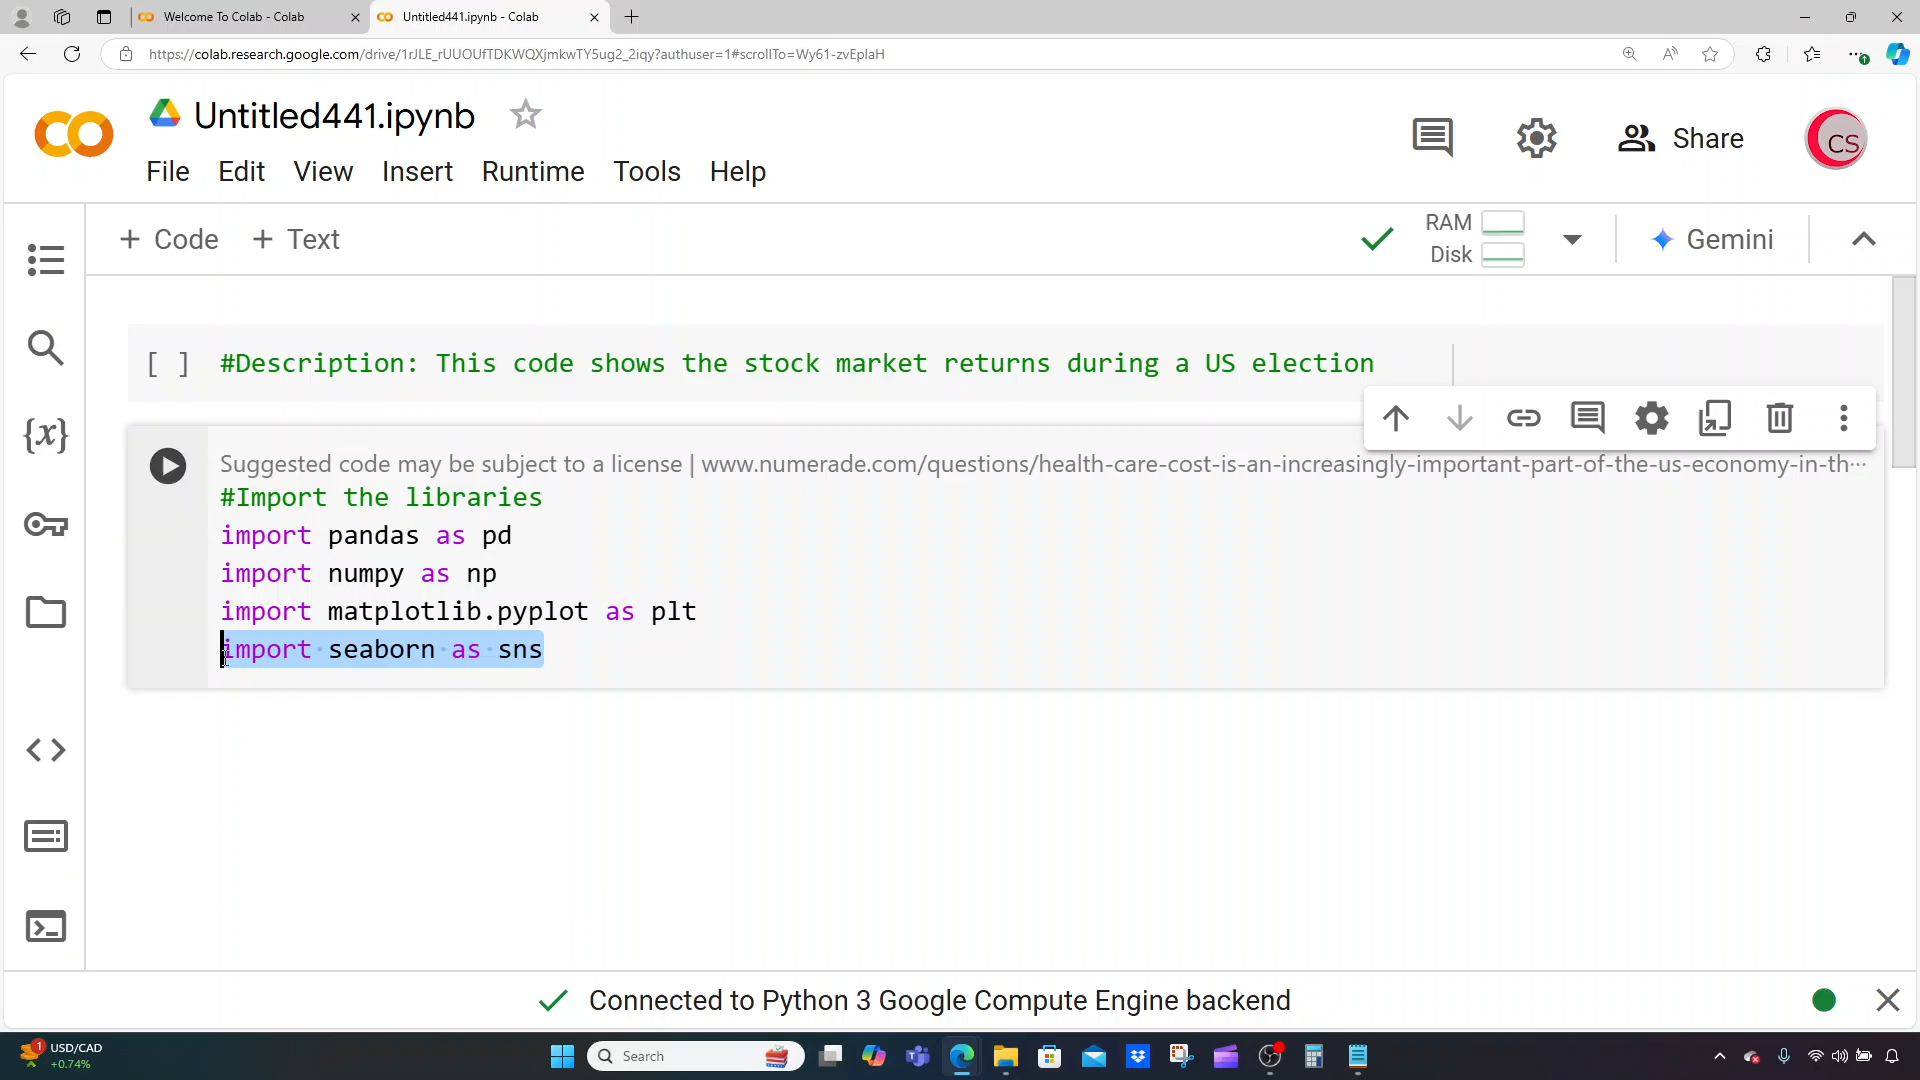 Welcome To Colab - Colab
Untitled441.ipynb - Colab
https://colab.research.google.com/drive/1rJLE_rUUOUfTDKWQXjmkwTY5ug2_2iqy?authuser=1#scrollTo=Wy61-zvEplaH
Untitled441.ipynb
File Edit View Insert Runtime Tools Help
Share
CS
+ Code + Text
RAM
Disk
Gemini
[ ] #Description: This code shows the stock market returns during a US election
Suggested code may be subject to a license | www.numerade.com/questions/health-care-cost-is-an-increasingly-important-part-of-the-us-economy-in-th···
#Import the libraries
import pandas as pd
import numpy as np
import matplotlib.pyplot as plt
import seaborn as sns
{x}
Connected to Python 3 Google Compute Engine backend
1
USD/CAD
+0.74%
Search